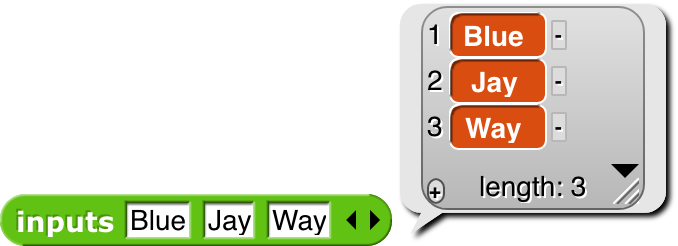 1 Blue -
2 Jay -
3 Way -
+ length: 3
inputs Blue Jay Way